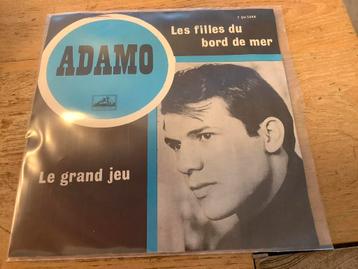 ADAMO
Les filles du
bord de mer
Le grand jeu